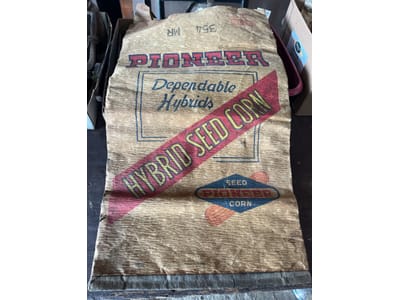 354
MR
PIONEER
Dependable
Hybrids
HYBRID SEED CORN
SEED
PIONEER
CORN